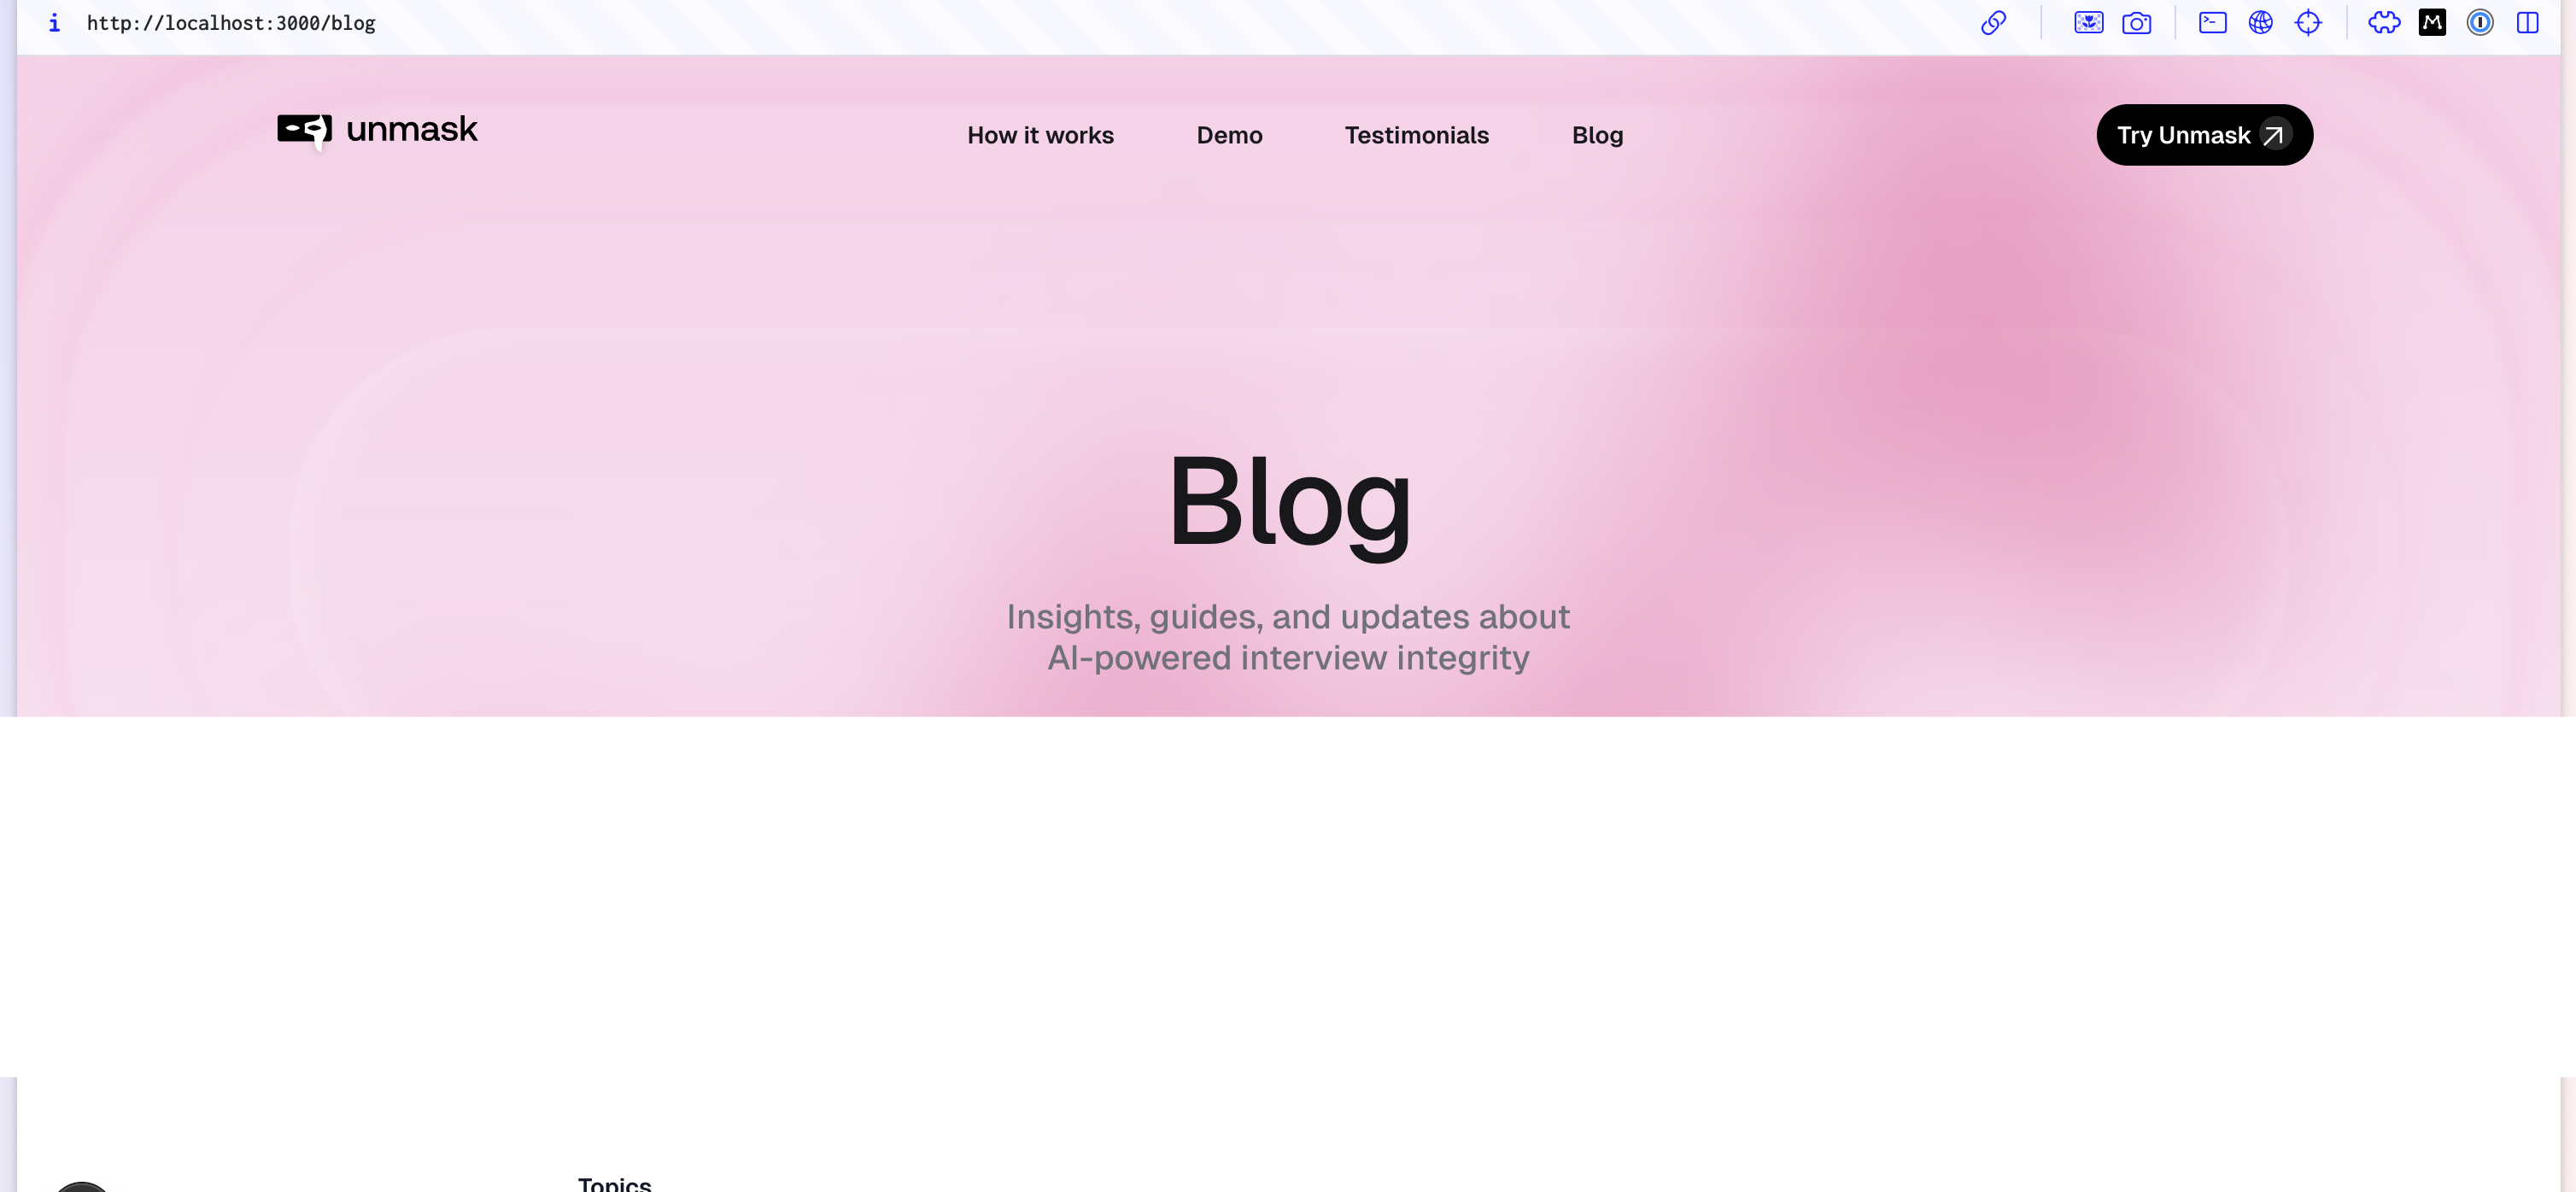 i http://localhost:3000/blog
unmask
How it works
Demo
Testimonials
Blog
Try Unmask
Blog
Insights, guides, and updates about
AI-powered interview integrity
Topics